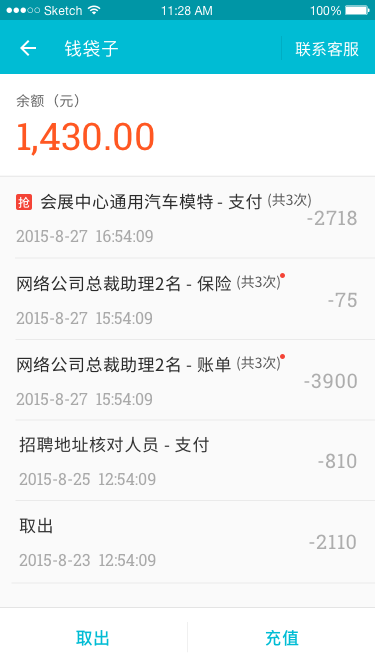 Sketch 11:28 AM 100%
钱袋子 联系客服
余额（元）
1,430.00
抢 会展中心通用汽车模特 - 支付 (共3次)
-2718
2015-8-27 16:54:09
网络公司总裁助理2名 - 保险 (共3次)
-75
2015-8-27 15:54:09
网络公司总裁助理2名 - 账单 (共3次)
-3900
2015-8-27 15:54:09
招聘地址核对人员 - 支付
-810
2015-8-25 12:54:09
取出
-2110
2015-8-23 12:54:09
取出 充值